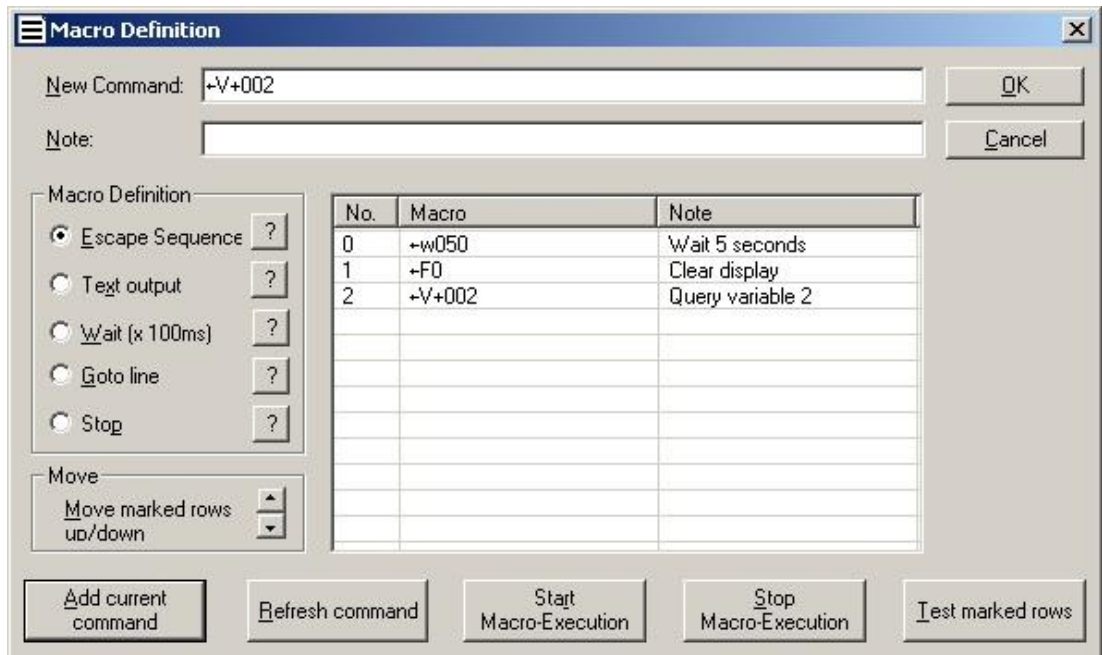 Macro Definition
New Command: ←V+002
OK
Note:
Cancel
Macro Definition
Escape Sequence ?
Text output ?
Wait (x 100ms) ?
Goto line ?
Stop ?
No. Macro Note
0 ←w050 Wait 5 seconds
1 ←F0 Clear display
2 ←V+002 Query variable 2
Move
Move marked rows
up/down
Add current
command
Refresh command
Start
Macro-Execution
Stop
Macro-Execution
Test marked rows